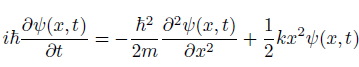 iℏ ∂ψ(x,t)/∂t = −ℏ²/2m ∂²ψ(x,t)/∂x² + 1/2 kx²ψ(x,t)